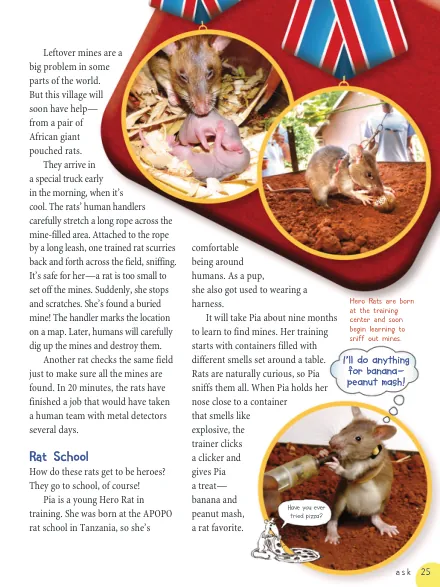 Leftover mines are a
big problem in some
parts of the world.
But this village will
soon have help—
from a pair of
African giant
pouched rats.
They arrive in
a special truck early
in the morning, when it's
cool. The rats' human handlers
carefully stretch a long rope across the
mine-filled area. Attached to the rope
by a long leash, one trained rat scurries
back and forth across the field, sniffing.
It's safe for her—a rat is too small to
set off the mines. Suddenly, she stops
and scratches. She's found a buried
mine! The handler marks the location
on a map. Later, humans will carefully
dig up the mines and destroy them.
Another rat checks the same field
just to make sure all the mines are
found. In 20 minutes, the rats have
finished a job that would have taken
a human team with metal detectors
several days.
Rat School
How do these rats get to be heroes?
They go to school, of course!
Pia is a young Hero Rat in
training. She was born at the APOPO
rat school in Tanzania, so she's
comfortable
being around
humans. As a pup,
she also got used to wearing a
harness.
It will take Pia about nine months
to learn to find mines. Her training
starts with containers filled with
different smells set around a table.
Rats are naturally curious, so Pia
sniffs them all. When Pia holds her
nose close to a container
that smells like
explosive, the
trainer clicks
a clicker and
gives Pia
a treat—
banana and
peanut mash,
a rat favorite.
Hero Rats are born
at the training
center and soon
begin learning to
sniff out mines.
I'll do anything
for banana-
peanut mash!
Have you ever
tried pizza?
ask 25